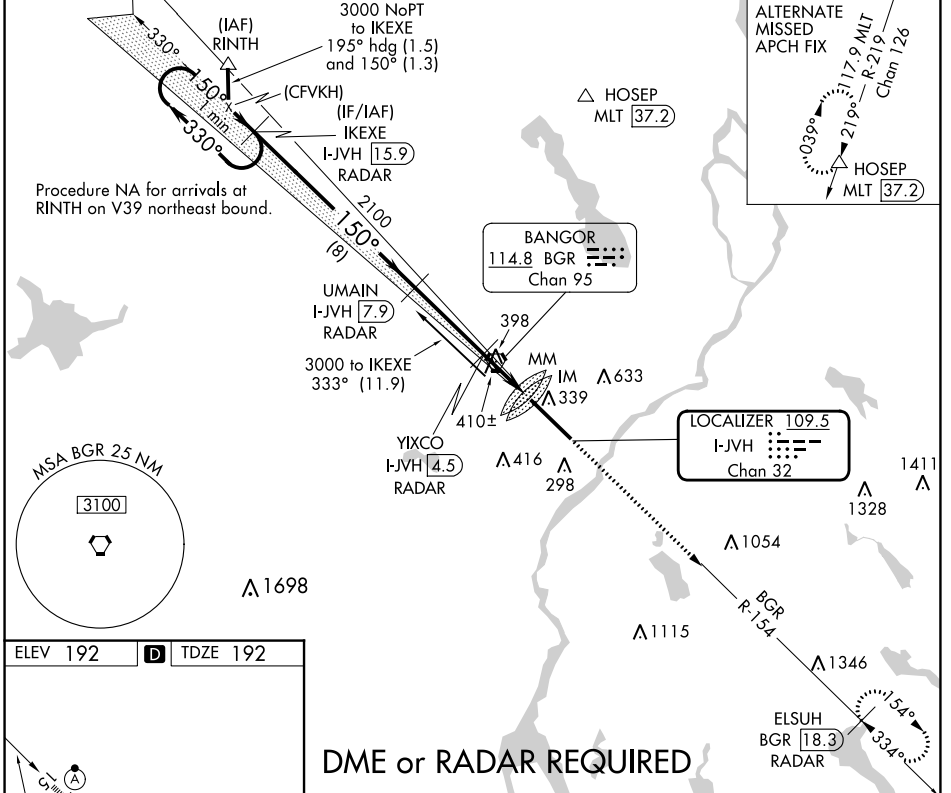 3000 NoPT
to IKEXE
195° hdg (1.5)
and 150° (1.3)
(IAF)
RINTH
330°
150°
1 min
330°
(CFVKH)
(IF/IAF)
IKEXE
I-JVH 15.9
RADAR
Procedure NA for arrivals at
RINTH on V39 northeast bound.
2100
150°
(8)
HOSEP
MLT 37.2
ALTERNATE
MISSED
APCH FIX
117.9 MLT
R-219
Chan 126
039°
219°
HOSEP
MLT 37.2
BANGOR
114.8 BGR
Chan 95
UMAIN
I-JVH 7.9
RADAR
3000 to IKEXE
333° (11.9)
398
MM
IM
633
339
410±
YIXCO
I-JVH 4.5
RADAR
416
298
LOCALIZER 109.5
I-JVH
Chan 32
1411
1328
1054
MSA BGR 25 NM
3100
1698
BGR
R-154
1115
1346
ELSUH
BGR 18.3
RADAR
154°
334°
ELEV 192 D TDZE 192
A
DME or RADAR REQUIRED